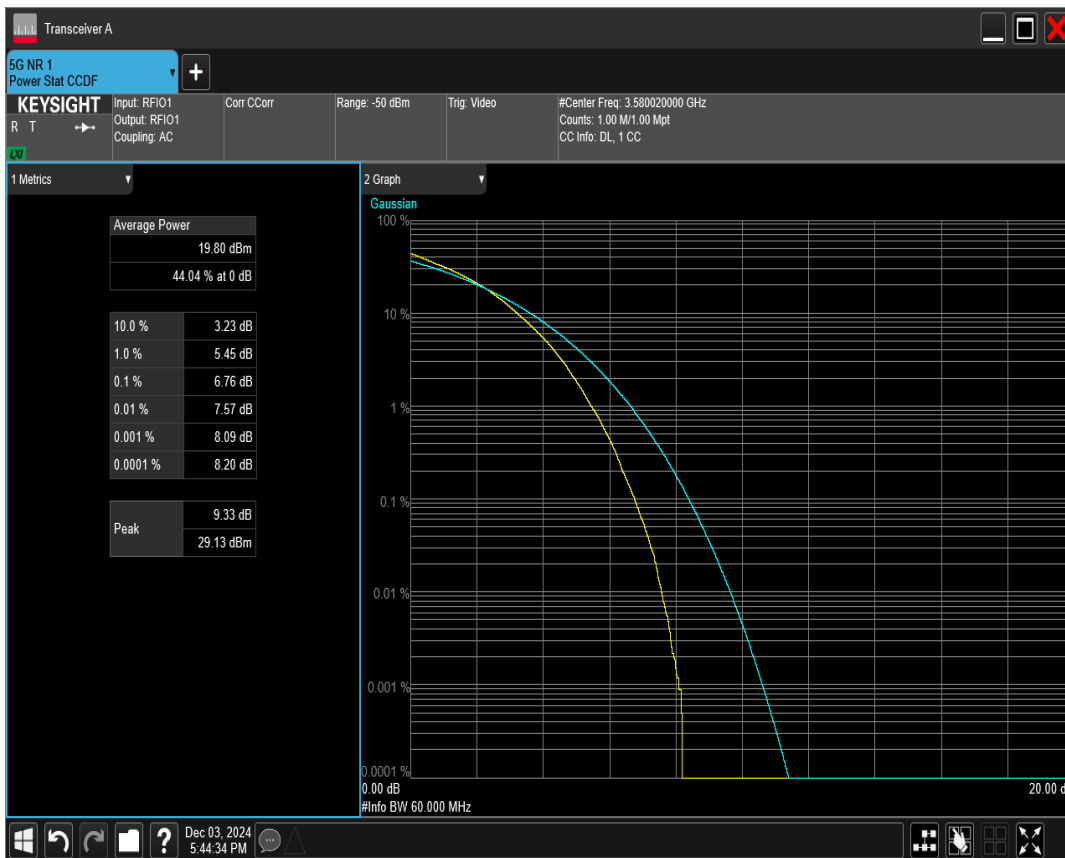 Transceiver A
5G NR 1
Power Stat CCDF
KEYSIGHT
R T
LXI
Input: RFIO1
Output: RFIO1
Coupling: AC
Corr CCorr
Range: -50 dBm
Trig: Video
#Center Freq: 3.580020000 GHz
Counts: 1.00 M/1.00 Mpt
CC Info: DL, 1 CC
1 Metrics
Average Power
19.80 dBm
44.04 % at 0 dB
10.0 % 3.23 dB
1.0 % 5.45 dB
0.1 % 6.76 dB
0.01 % 7.57 dB
0.001 % 8.09 dB
0.0001 % 8.20 dB
Peak
9.33 dB
29.13 dBm
2 Graph
Gaussian
100 %
10 %
1 %
0.1 %
0.01 %
0.001 %
0.0001 %
0.00 dB 20.00 d
#Info BW 60.000 MHz
?
Dec 03, 2024
5:44:34 PM